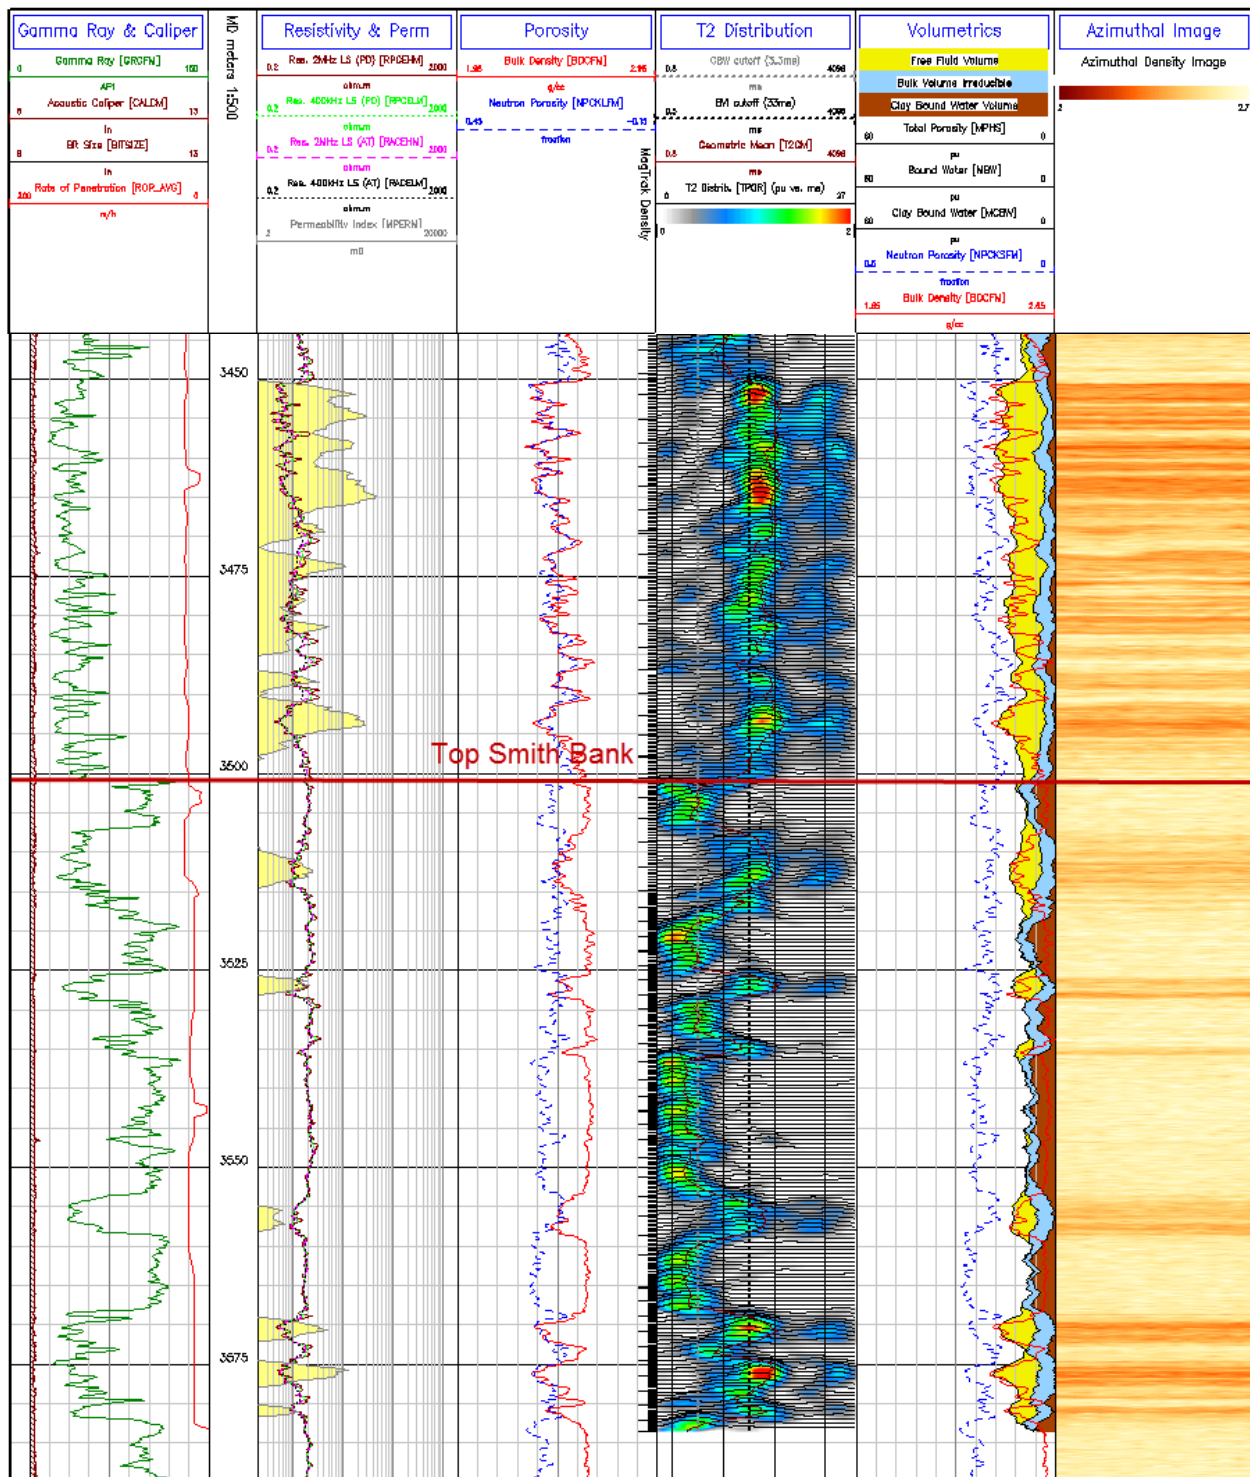 Gamma Ray & Caliper
0 Gamma Ray [GRCFM] 150
API
6 Acoustic Caliper [CALCM] 13
in
6 Bit Size [BITSIZE] 13
in
200 Rate of Penetration [ROP_AVG] 0
m/h
MD meters 1:500
Resistivity & Perm
0.2 Res. 2MHz LS (PD) [RPCEHM] 2000
ohm.m
0.2 Res. 400kHz LS (PD) [RPCELM] 2000
ohm.m
0.2 Res. 2MHz LS (AT) [RACEHM] 2000
ohm.m
0.2 Res. 400kHz LS (AT) [RACELM] 2000
ohm.m
2 Permeability Index [MPERM] 20000
mD
Porosity
1.95 Bulk Density [BDCFM] 2.95
g/cc
Neutron Porosity [NPCKLFM]
0.45 -0.15
fraction
MagTrak Density
T2 Distribution
0.5 CBW cutoff (3.3ms) 4096
ms
0.5 BVI cutoff (33ms) 4096
ms
0.5 Geometric Mean [T2GM] 4096
ms
T2 Distrib. [TPOR] (pu vs. ms)
0 27
0 2
Volumetrics
Free Fluid Volume
Bulk Volume Irreducible
Clay Bound Water Volume
Total Porosity [MPHS]
60 0
pu
Bound Water [MBW]
60 0
pu
Clay Bound Water [MCBW]
60 0
pu
Neutron Porosity [NPCKSFM]
0.6 0
fraction
Bulk Density [BDCFM]
1.65 2.65
g/cc
Azimuthal Image
Azimuthal Density Image
2 2.7
3450
3475
Top Smith Bank
3500
3525
3550
3575